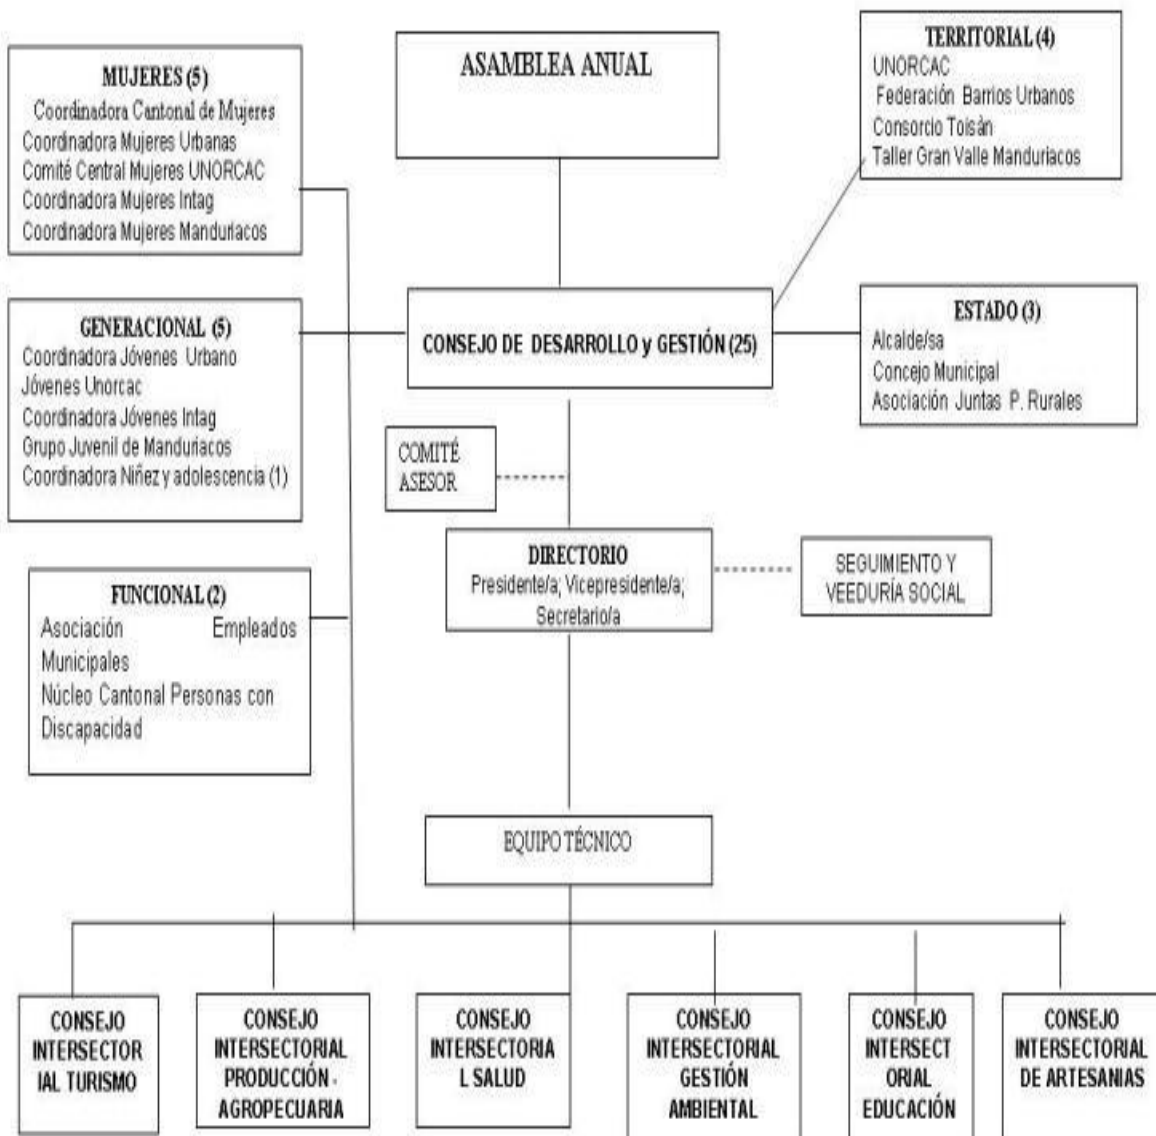 ASAMBLEA ANUAL
MUJERES (5)
Coordinadora Cantonal de Mujeres
Coordinadora Mujeres Urbanas
Comité Central Mujeres UNORCAC
Coordinadora Mujeres Intag
Coordinadora Mujeres Manduriacos
TERRITORIAL (4)
UNORCAC
Federación Barrios Urbanos
Consorcio Toisán
Taller Gran Valle Manduriacos
GENERACIONAL (5)
Coordinadora Jóvenes Urbano
Jóvenes Unorcac
Coordinadora Jóvenes Intag
Grupo Juvenil de Manduriacos
Coordinadora Niñez y adolescencia (1)
CONSEJO DE DESARROLLO y GESTIÓN (25)
ESTADO (3)
Alcalde/sa
Concejo Municipal
Asociación Juntas P. Rurales
COMITÉ
ASESOR
DIRECTORIO
Presidente/a; Vicepresidente/a;
Secretario/a
SEGUIMIENTO Y
VEEDURÍA SOCIAL
FUNCIONAL (2)
Asociación Empleados
Municipales
Núcleo Cantonal Personas con
Discapacidad
EQUIPO TÉCNICO
CONSEJO
INTERSECTOR
IAL TURISMO
CONSEJO
INTERSECTORIAL
PRODUCCIÓN -
AGROPECUARIA
CONSEJO
INTERSECTORIA
L SALUD
CONSEJO
INTERSECTORIAL
GESTIÓN
AMBIENTAL
CONSEJO
INTERSECT
ORIAL
EDUCACIÓN
CONSEJO
INTERSECTORIAL
DE ARTESANIAS